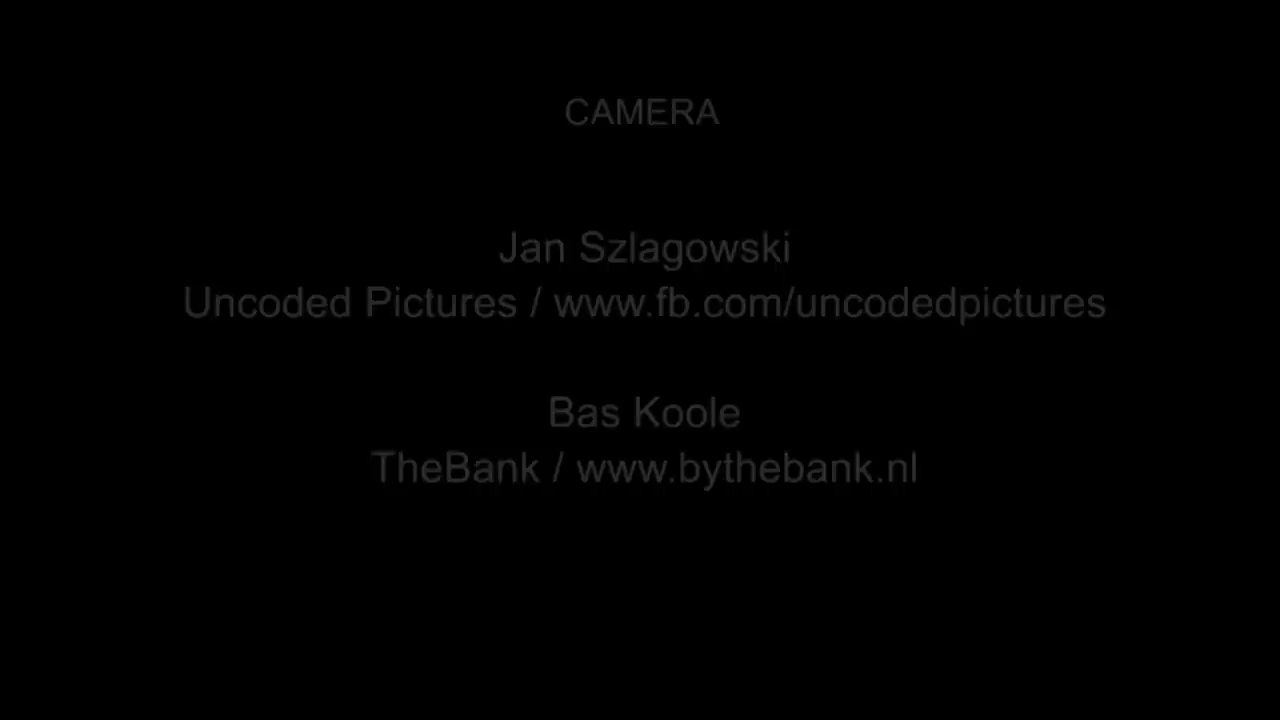 CAMERA
Jan Szlagowski
Uncoded Pictures / www.fb.com/uncodedpictures
Bas Koole
TheBank / www.bythebank.nl